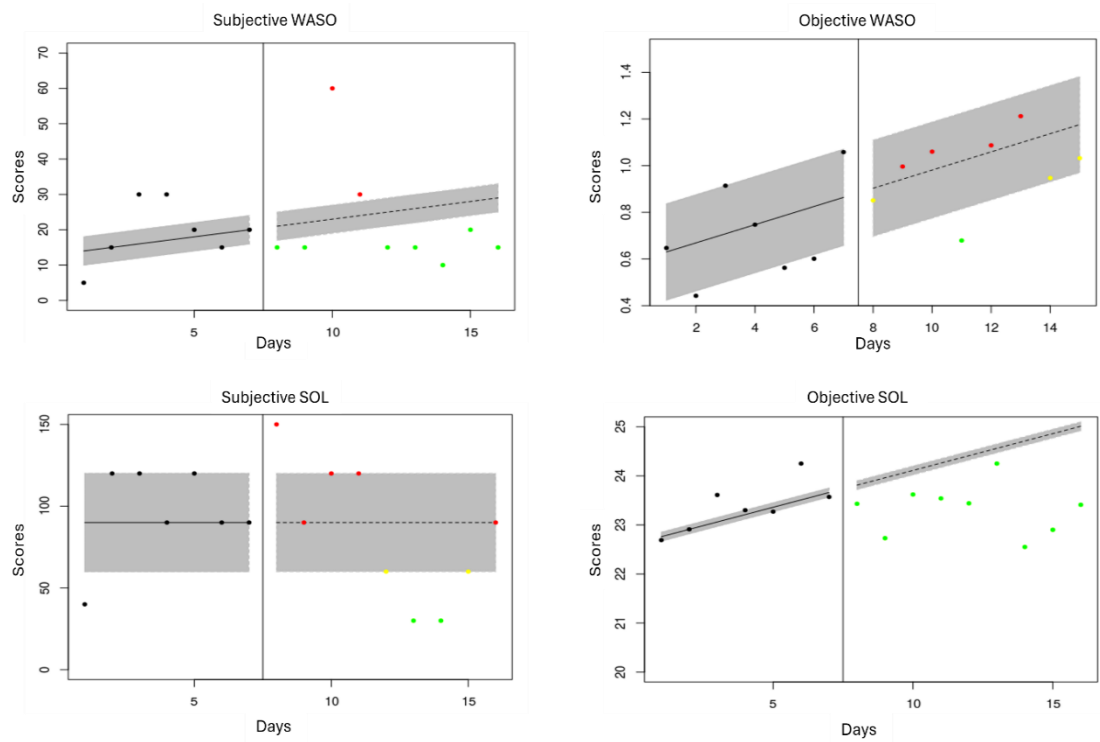 Subjective WASO
70
60
50
40
30
20
10
0
Scores
5 10 15
Days
Objective WASO
1.4
1.2
1.0
0.8
0.6
0.4
Scores
2 4 6 8 10 12 14
Days
Subjective SOL
150
100
50
0
Scores
5 10 15
Days
Objective SOL
25
24
23
22
21
20
Scores
5 10 15
Days